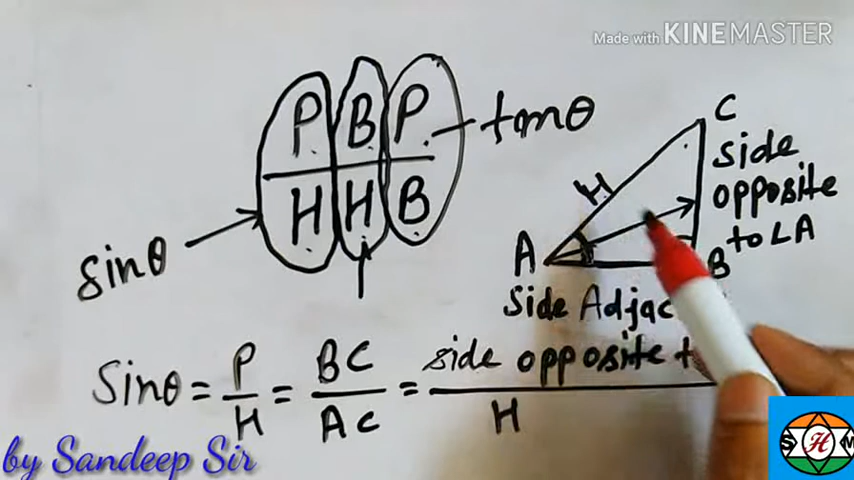 Made with KINEMASTER
P B P
H H B
tanθ
sinθ
C
H
side
opposite
to ∠A
A
B
Side Adjac
Sinθ = P/H = BC/AC = side opposite t
H
by Sandeep Sir
S H M